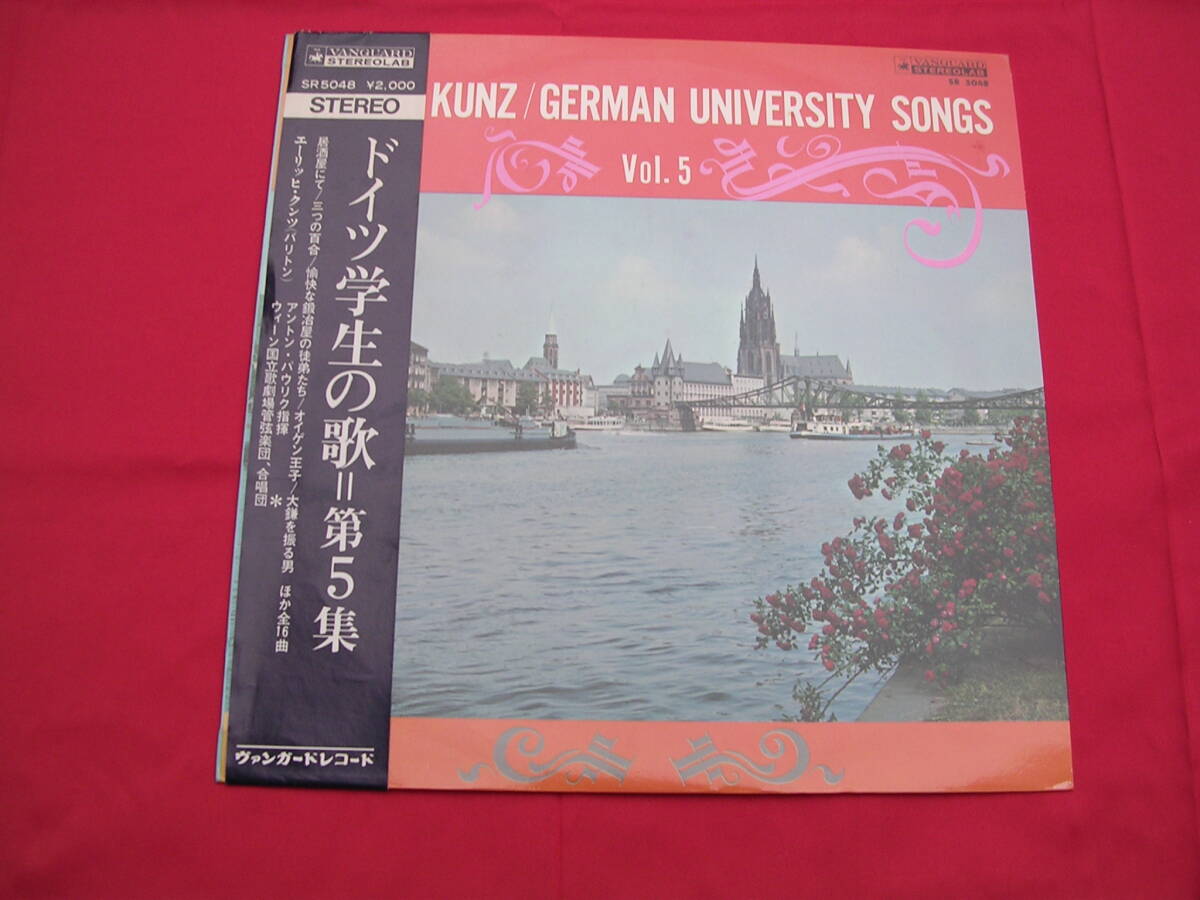 VANGUARD
STEREOLAB
SR5048 ¥2,000
STEREO
ドイツ学生の歌=第5集
居酒屋にて/三つの百合/愉快な鍛冶屋の徒弟たち/オイゲン王子/大鎌を振る男 ほか全16曲
エーリッヒ・クンツ(バリトン)
アントン・パウリク指揮
ウィーン国立歌劇場管弦楽団、合唱団 *
ヴァンガードレコード
VANGUARD
STEREOLAB
SR 5048
KUNZ/GERMAN UNIVERSITY SONGS
Vol. 5